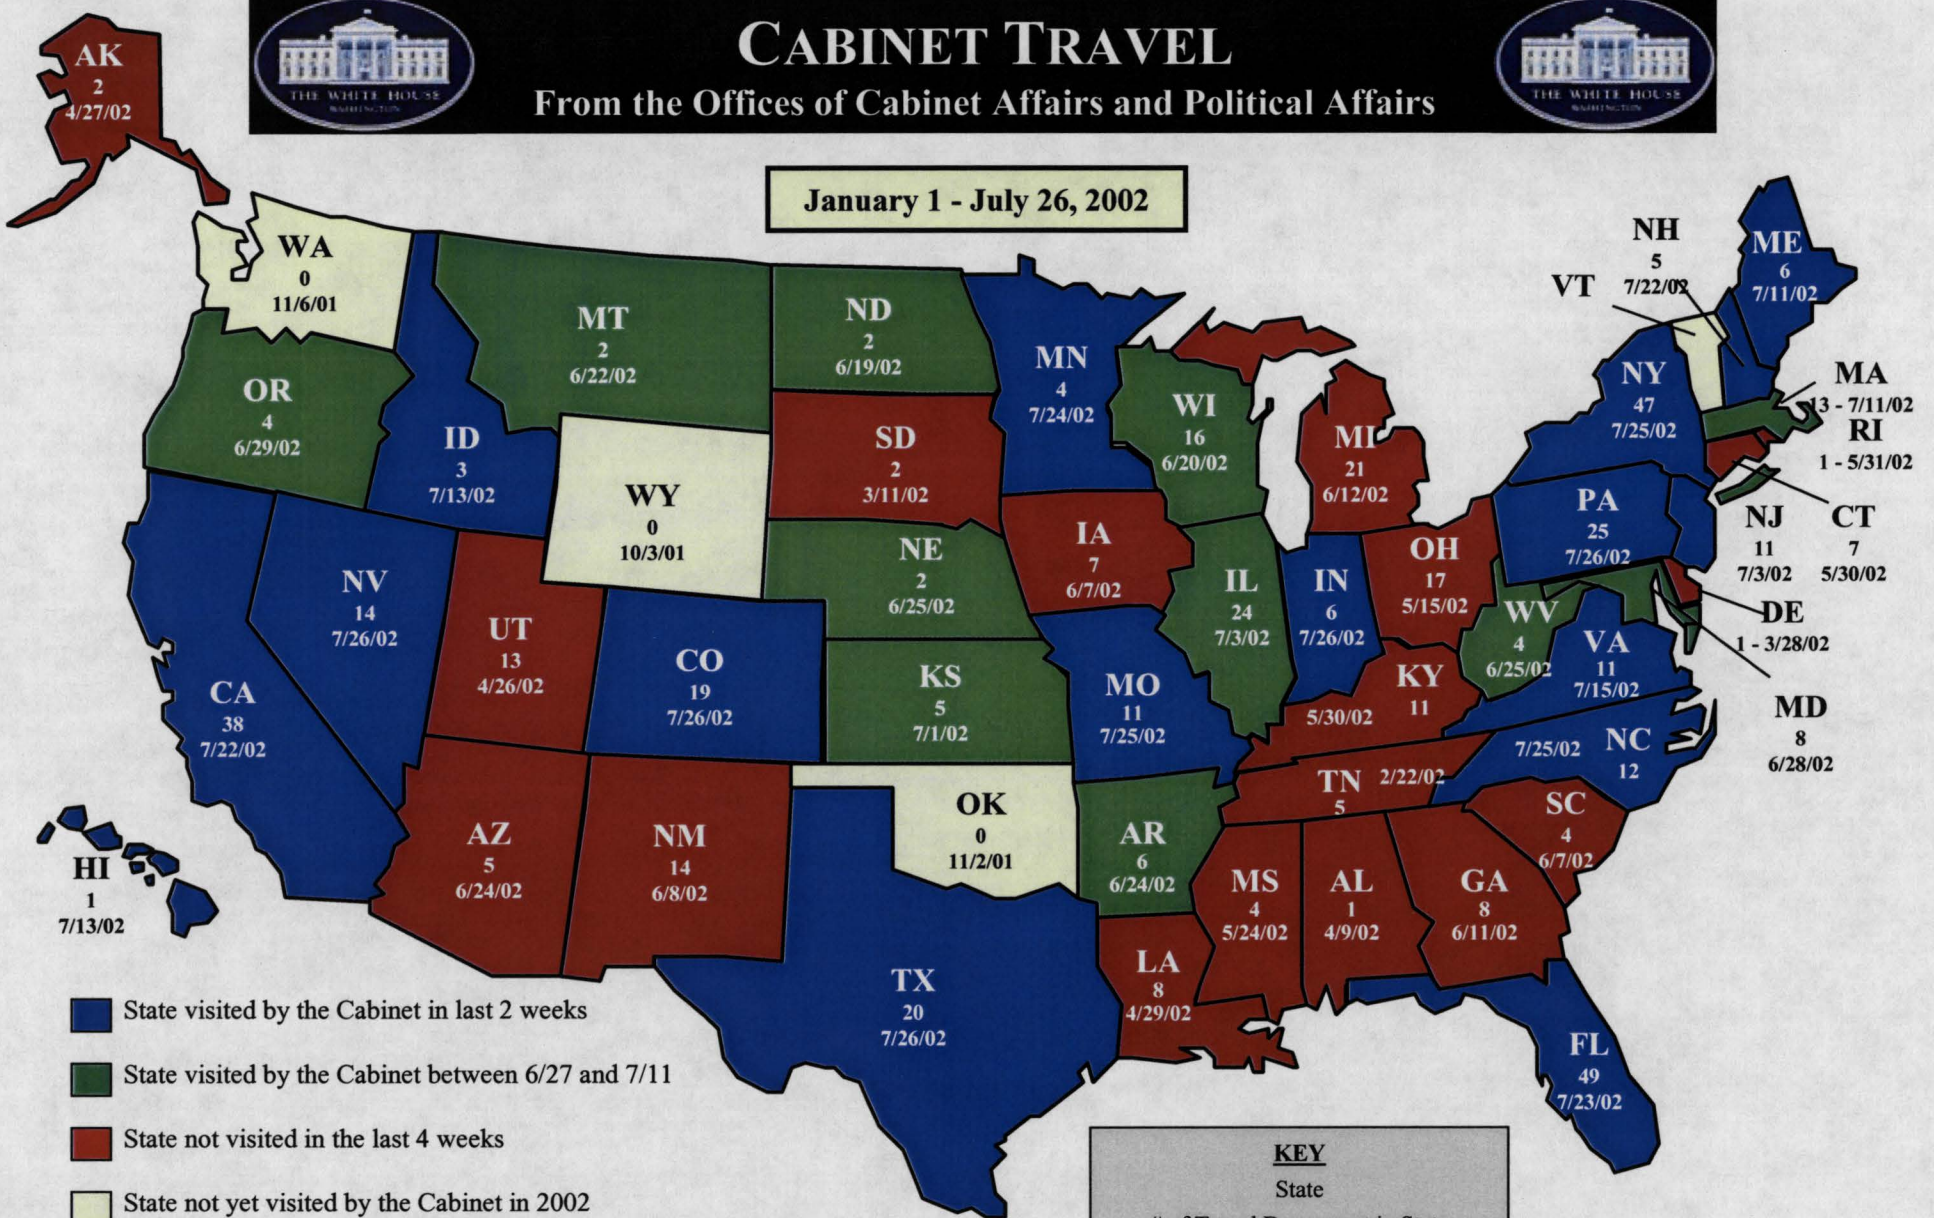 CABINET TRAVEL
From the Offices of Cabinet Affairs and Political Affairs
THE WHITE HOUSE
WASHINGTON
THE WHITE HOUSE
WASHINGTON
January 1 - July 26, 2002
AK
2
4/27/02
WA
0
11/6/01
MT
2
6/22/02
ND
2
6/19/02
MN
4
7/24/02
NH
5
7/22/02
VT
ME
6
7/11/02
OR
4
6/29/02
ID
3
7/13/02
WY
0
10/3/01
SD
2
3/11/02
WI
16
6/20/02
MI
21
6/12/02
NY
47
7/25/02
MA
13 - 7/11/02
RI
1 - 5/31/02
CT
7
5/30/02
NJ
11
7/3/02
PA
25
7/26/02
NV
14
7/26/02
UT
13
4/26/02
CO
19
7/26/02
NE
2
6/25/02
IA
7
6/7/02
IL
24
7/3/02
IN
6
7/26/02
OH
17
5/15/02
WV
4
6/25/02
VA
11
7/15/02
DE
1 - 3/28/02
MD
8
6/28/02
CA
38
7/22/02
KS
5
7/1/02
MO
11
7/25/02
KY
5/30/02 11
TN 2/22/02
5
7/25/02 NC
12
SC
4
6/7/02
HI
1
7/13/02
AZ
5
6/24/02
NM
14
6/8/02
OK
0
11/2/01
AR
6
6/24/02
MS
4
5/24/02
AL
1
4/9/02
GA
8
6/11/02
TX
20
7/26/02
LA
8
4/29/02
FL
49
7/23/02
State visited by the Cabinet in last 2 weeks
State visited by the Cabinet between 6/27 and 7/11
State not visited in the last 4 weeks
State not yet visited by the Cabinet in 2002
KEY
State